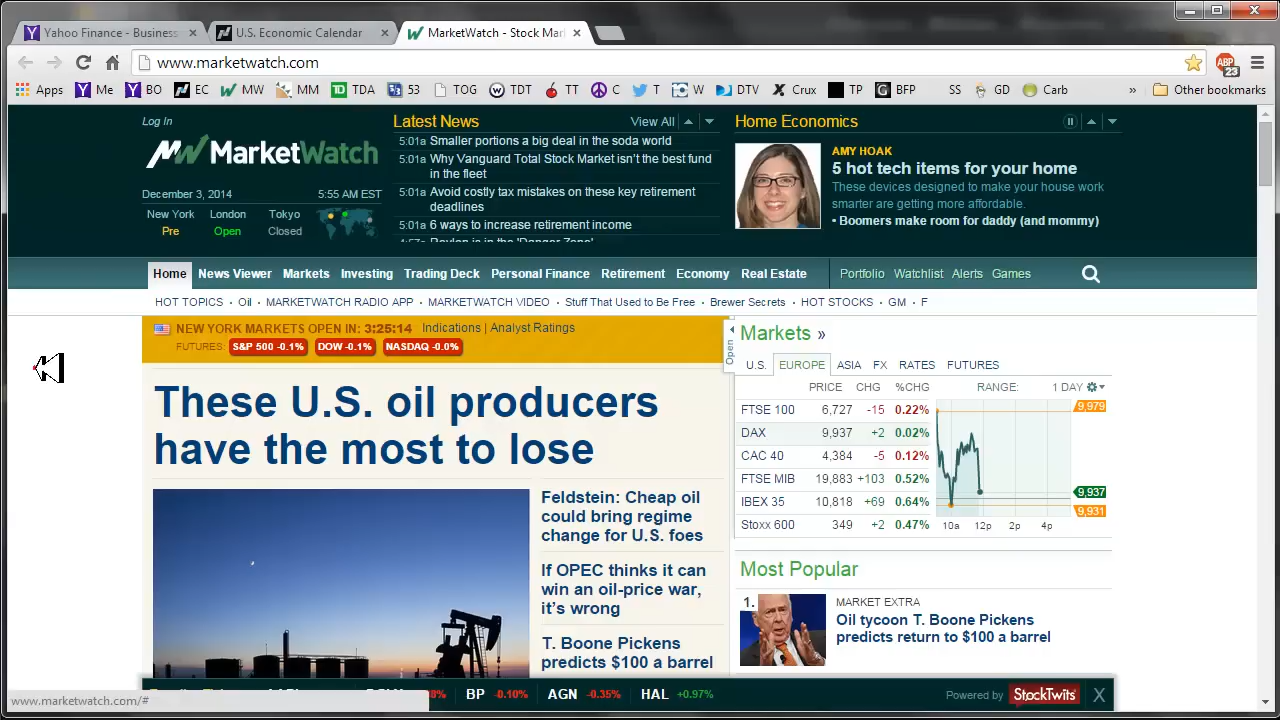 Yahoo Finance - Business
U.S. Economic Calendar
MarketWatch - Stock Mar
www.marketwatch.com
ABP
23
Apps
Me
BO
EC
MW
MM
TDA
53
TOG
TDT
TT
C
T
W
DTV
Crux
TP
BFP
SS
GD
Carb
»
Other bookmarks
Log In
MarketWatch
December 3, 2014
5:55 AM EST
New York
London
Tokyo
Pre
Open
Closed
Latest News
View All
5:01a Smaller portions a big deal in the soda world
5:01a Why Vanguard Total Stock Market isn't the best fund
in the fleet
5:01a Avoid costly tax mistakes on these key retirement
deadlines
5:01a 6 ways to increase retirement income
Home Economics
AMY HOAK
5 hot tech items for your home
These devices designed to make your house work
smarter are getting more affordable.
• Boomers make room for daddy (and mommy)
Home
News Viewer
Markets
Investing
Trading Deck
Personal Finance
Retirement
Economy
Real Estate
Portfolio
Watchlist
Alerts
Games
HOT TOPICS • Oil • MARKETWATCH RADIO APP • MARKETWATCH VIDEO • Stuff That Used to Be Free • Brewer Secrets • HOT STOCKS • GM • F
NEW YORK MARKETS OPEN IN: 3:25:14
Indications | Analyst Ratings
FUTURES: S&P 500 -0.1% DOW -0.1% NASDAQ -0.0%
These U.S. oil producers
have the most to lose
Feldstein: Cheap oil
could bring regime
change for U.S. foes
If OPEC thinks it can
win an oil-price war,
it's wrong
T. Boone Pickens
predicts $100 a barrel
Open
Markets »
U.S. EUROPE ASIA FX RATES FUTURES
PRICE CHG %CHG RANGE: 1 DAY
FTSE 100 6,727 -15 0.22%
DAX 9,937 +2 0.02%
CAC 40 4,384 -5 0.12%
FTSE MIB 19,883 +103 0.52%
IBEX 35 10,818 +69 0.64%
Stoxx 600 349 +2 0.47%
9,979
9,937
9,931
10a 12p 2p 4p
Most Popular
1.
MARKET EXTRA
Oil tycoon T. Boone Pickens
predicts return to $100 a barrel
BP -0.10% AGN -0.35% HAL +0.97%
Powered by StockTwits X
www.marketwatch.com/#